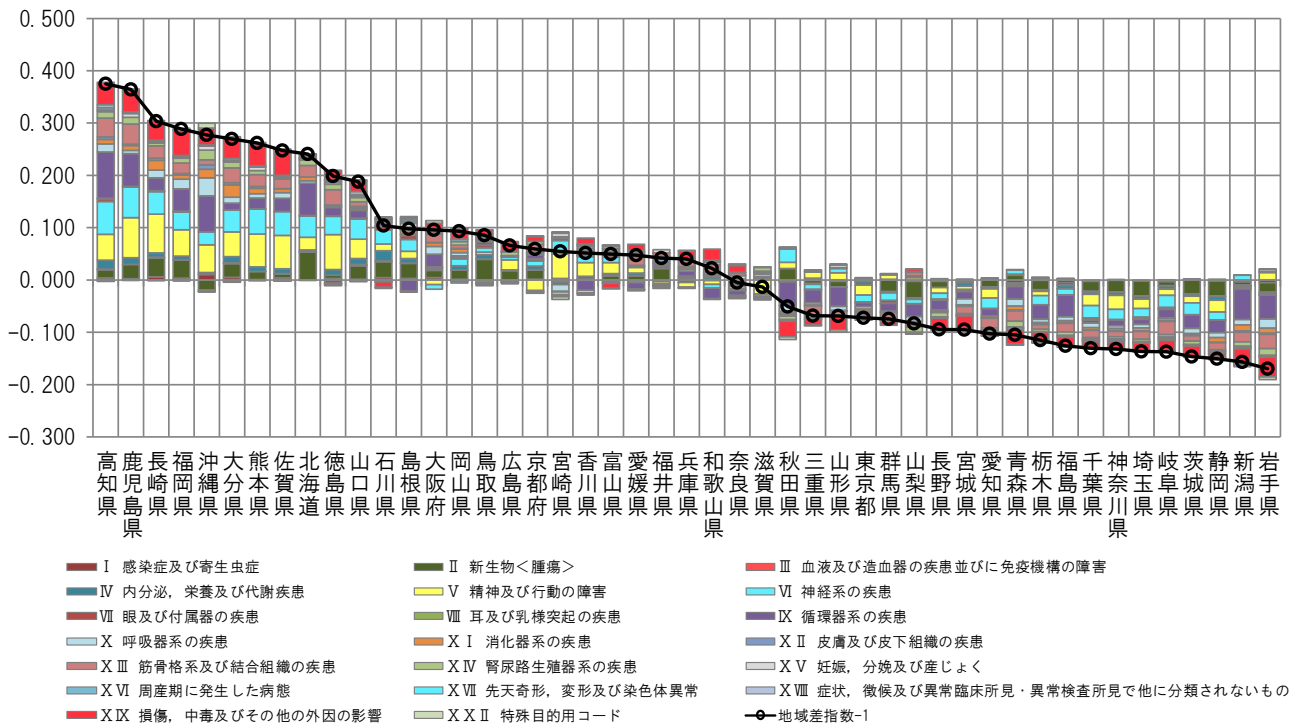 0.500
0.400
0.300
0.200
0.100
0.000
-0.100
-0.200
-0.300
高知県
鹿児島県
長崎県
福岡県
沖縄県
大分県
熊本県
佐賀県
北海道
徳島県
山口県
石川県
島根県
大阪府
岡山県
鳥取県
広島県
京都府
宮崎県
香川県
富山県
愛媛県
福井県
兵庫県
和歌山県
奈良県
滋賀県
秋田県
三重県
山形県
東京都
群馬県
山梨県
長野県
宮城県
愛知県
青森県
栃木県
福島県
千葉県
神奈川県
埼玉県
岐阜県
茨城県
静岡県
新潟県
岩手県
Ⅰ 感染症及び寄生虫症
Ⅱ 新生物<腫瘍>
Ⅲ 血液及び造血器の疾患並びに免疫機構の障害
Ⅳ 内分泌,栄養及び代謝疾患
Ⅴ 精神及び行動の障害
Ⅵ 神経系の疾患
Ⅶ 眼及び付属器の疾患
Ⅷ 耳及び乳様突起の疾患
Ⅸ 循環器系の疾患
Ⅹ 呼吸器系の疾患
ⅩⅠ 消化器系の疾患
ⅩⅡ 皮膚及び皮下組織の疾患
ⅩⅢ 筋骨格系及び結合組織の疾患
ⅩⅣ 腎尿路生殖器系の疾患
ⅩⅤ 妊娠,分娩及び産じょく
ⅩⅥ 周産期に発生した病態
ⅩⅦ 先天奇形,変形及び染色体異常
ⅩⅧ 症状,徴候及び異常臨床所見・異常検査所見で他に分類されないもの
ⅩⅨ 損傷,中毒及びその他の外因の影響
ⅩⅩⅡ 特殊目的用コード
地域差指数-1